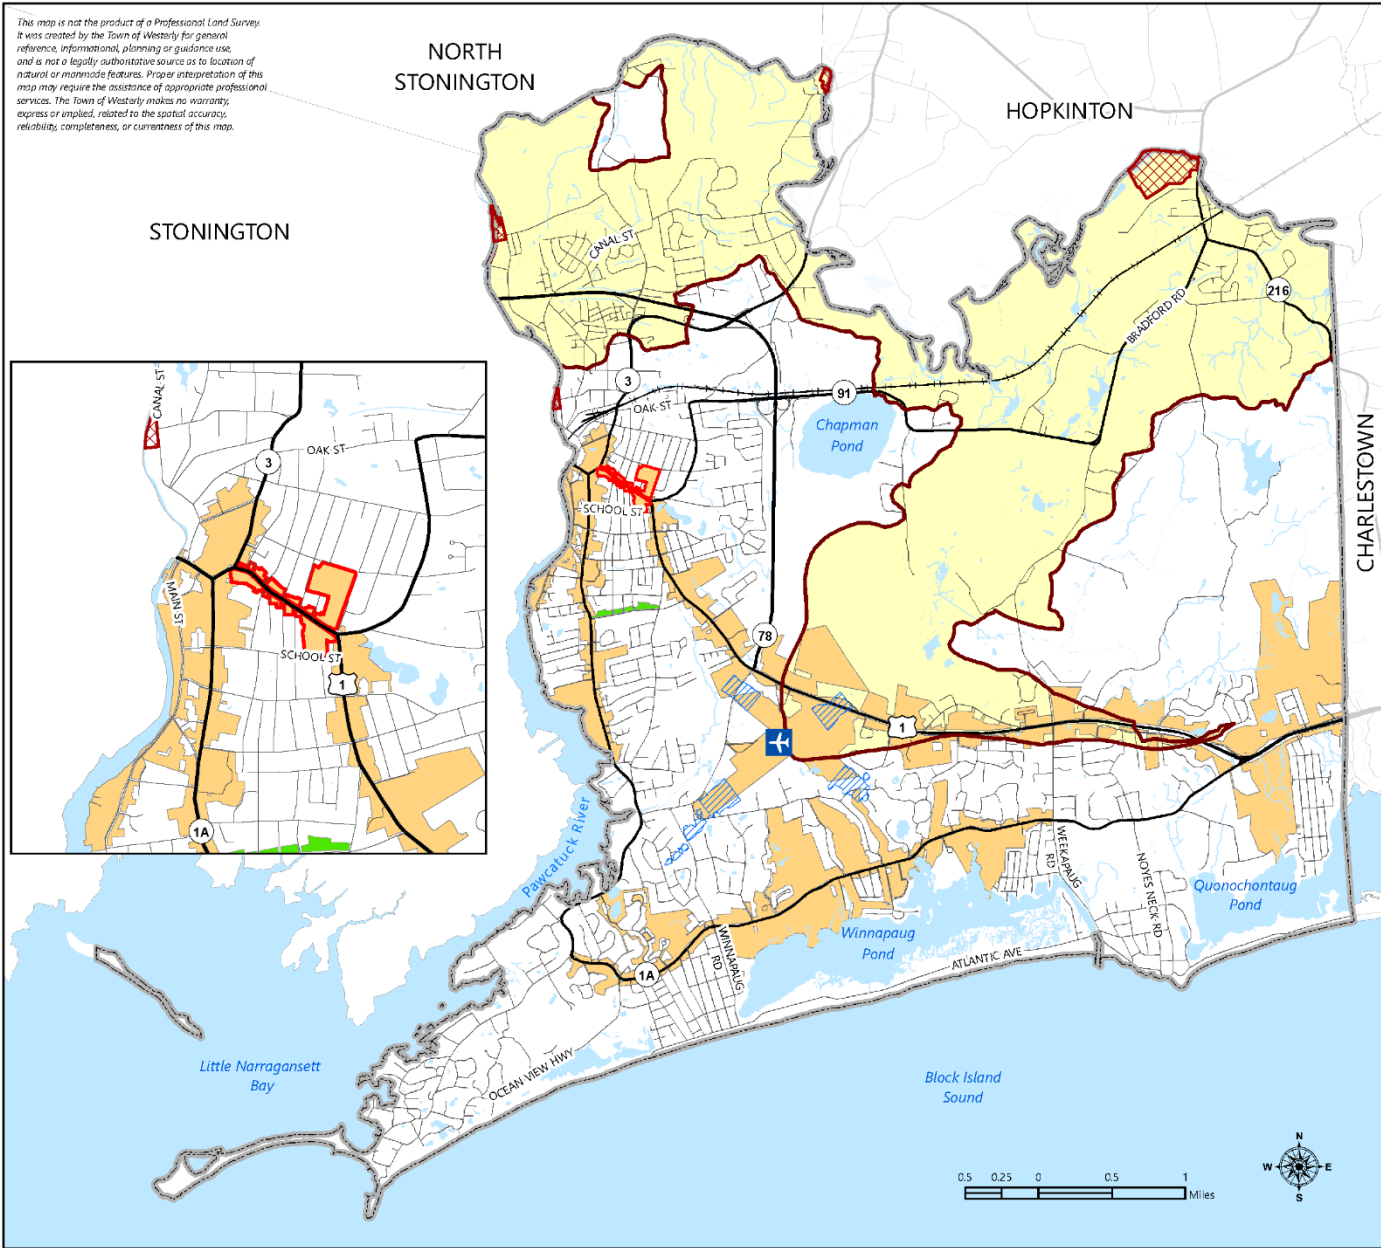 This map is not the product of a Professional Land Survey.
It was created by the Town of Westerly for general
reference, informational, planning or guidance use,
and is not a legally authoritative source as to location of
natural or manmade features. Proper interpretation of this
map may require the assistance of appropriate professional
services. The Town of Westerly makes no warranty,
express or implied, related to the spatial accuracy,
reliability, completeness, or currentness of this map.
NORTH
STONINGTON
HOPKINTON
STONINGTON
CANAL ST
216
BRADFORD RD
3
91
OAK ST
Chapman
Pond
CHARLESTOWN
SCHOOL ST
78
1
CANAL ST
3
OAK ST
MAIN ST
SCHOOL ST
1
1A
Pawcatuck River
WEEKAPAUG
RD
NOYES NECK RD
Quonochontaug
Pond
Winnapaug
Pond
WINNAPAUG
RD
ATLANTIC AVE
1A
OCEAN VIEW HWY
Little Narragansett
Bay
Block Island
Sound
N
W
E
S
0.5
0.25
0
0.5
1
Miles